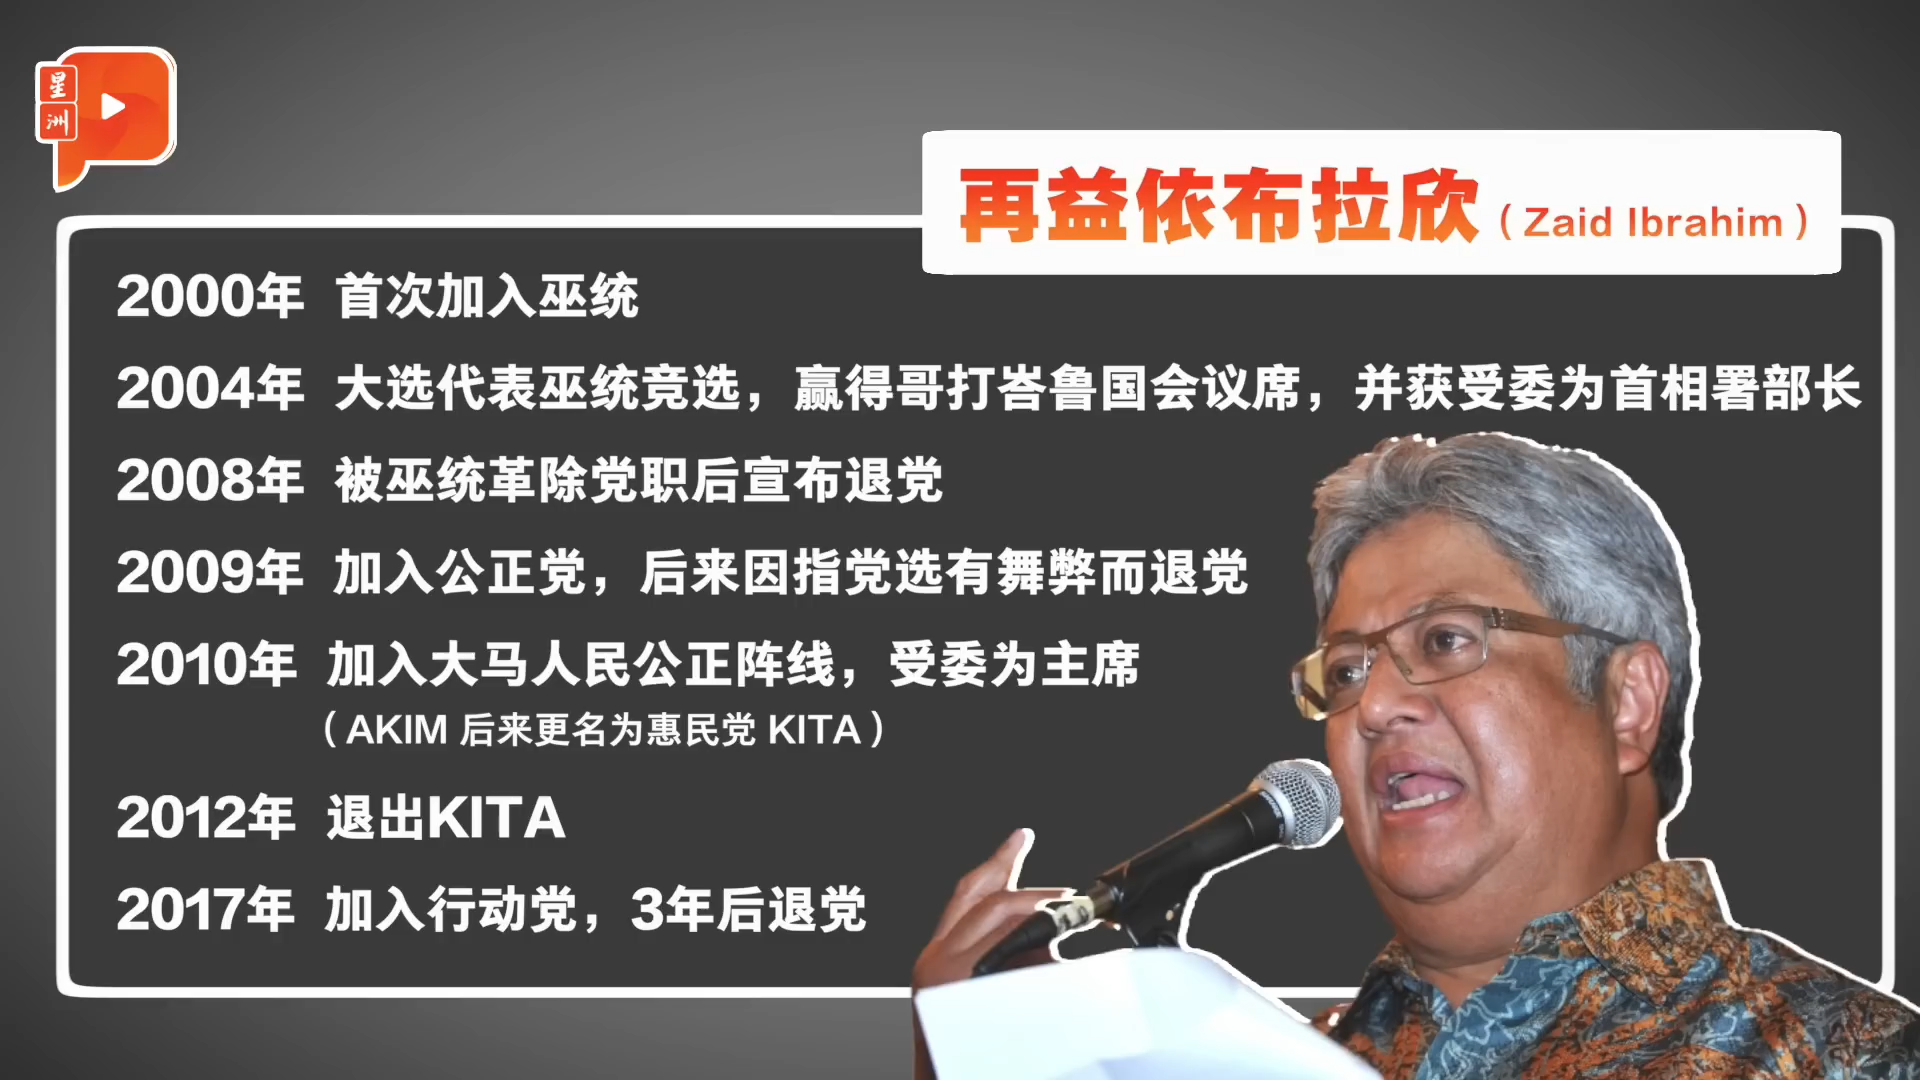 星洲
再益依布拉欣（Zaid Ibrahim）
2000年 首次加入巫统
2004年 大选代表巫统竞选，赢得哥打峇鲁国会议席，并获受委为首相署部长
2008年 被巫统革除党职后宣布退党
2009年 加入公正党，后来因指党选有舞弊而退党
2010年 加入大马人民公正阵线，受委为主席
（AKIM 后来更名为惠民党 KITA）
2012年 退出KITA
2017年 加入行动党，3年后退党